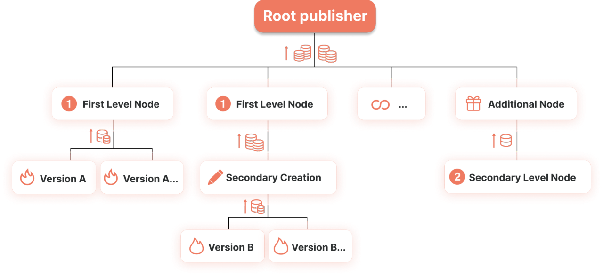 Root publisher
1 First Level Node
1 First Level Node
...
Additional Node
Version A
Version A...
Secondary Creation
2 Secondary Level Node
Version B
Version B...